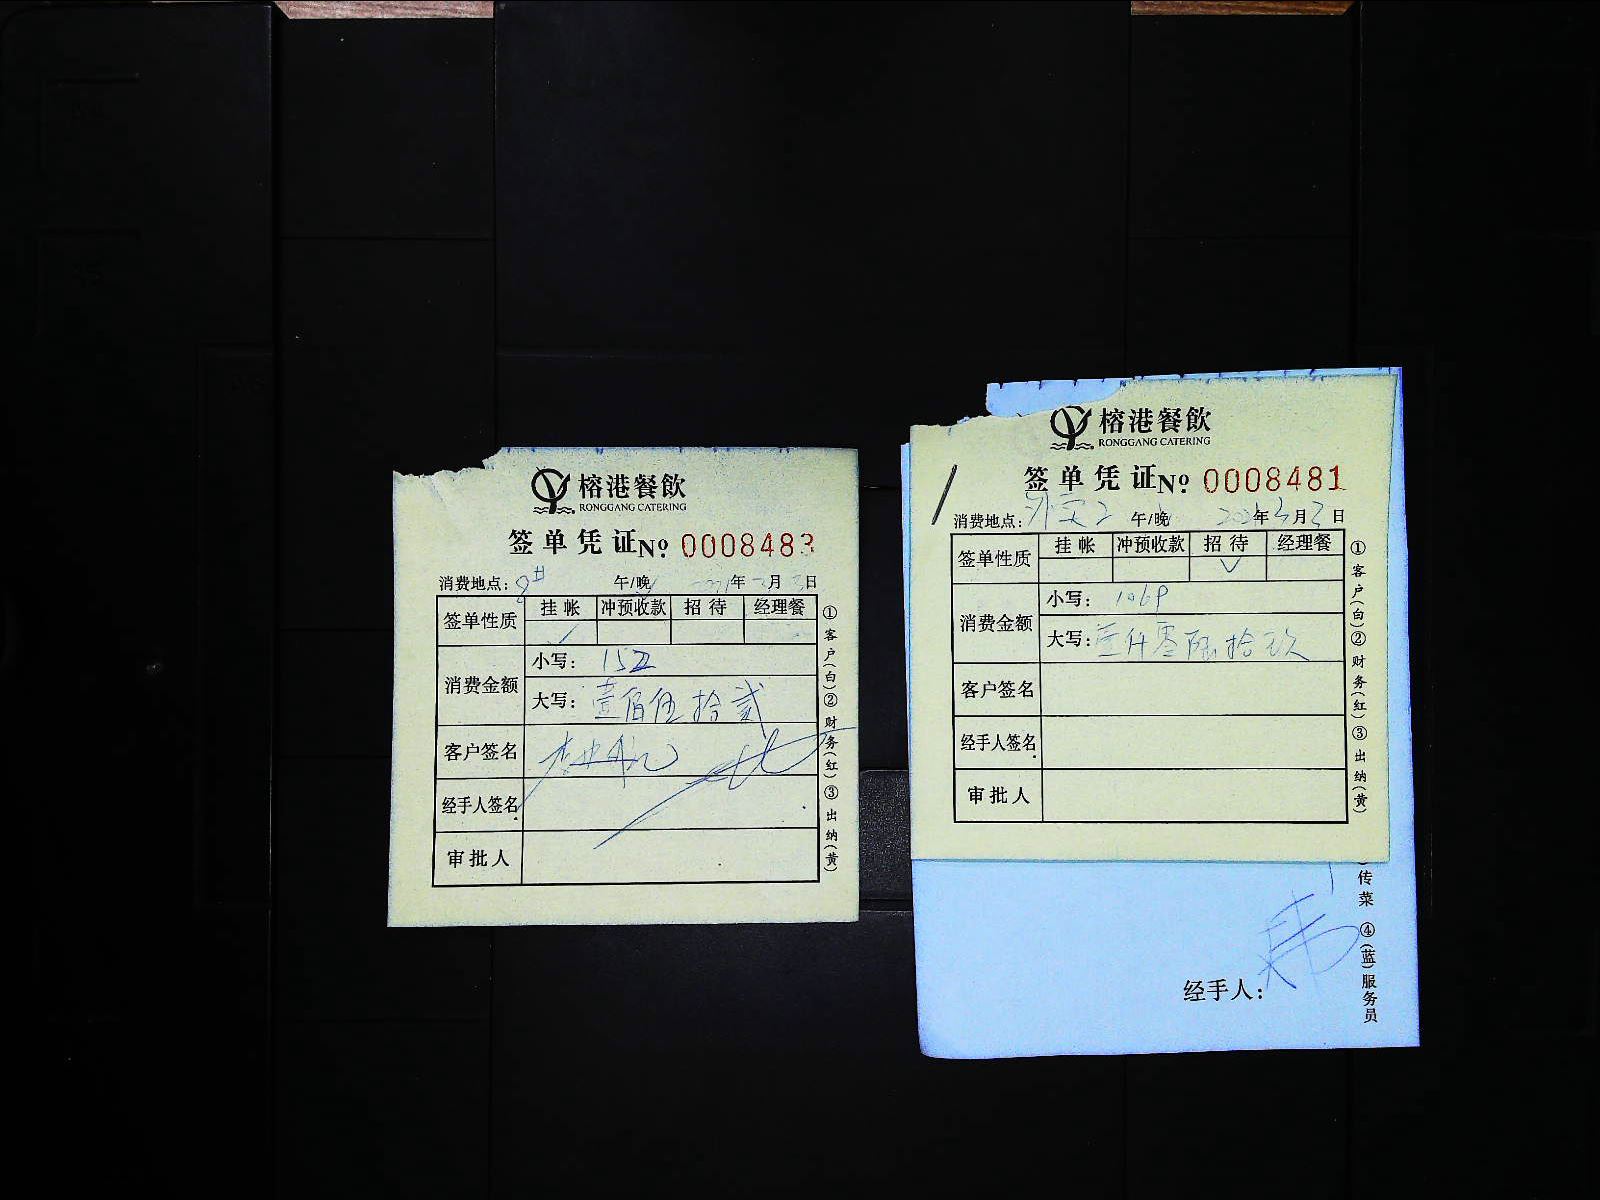 榕港餐飲
RONGGANG CATERING
签单凭证№ 0008483
消费地点: 8# 午/晚 年 月 日
签单性质 挂帐 冲预收款 招待 经理餐
✓
消费金额 小写: 152
大写: 壹佰伍拾贰
客户签名
经手人签名
审批人
①客户(白)②财务(红)③出纳(黄)
榕港餐飲
RONGGANG CATERING
签单凭证№ 0008481
消费地点: 午/晚 年 月 日
签单性质 挂帐 冲预收款 招待 经理餐
✓
消费金额 小写: 1069
大写: 壹仟零陆拾玖
客户签名
经手人签名
审批人
①客户(白)②财务(红)③出纳(黄)
传菜 ④(蓝)服务员
经手人: